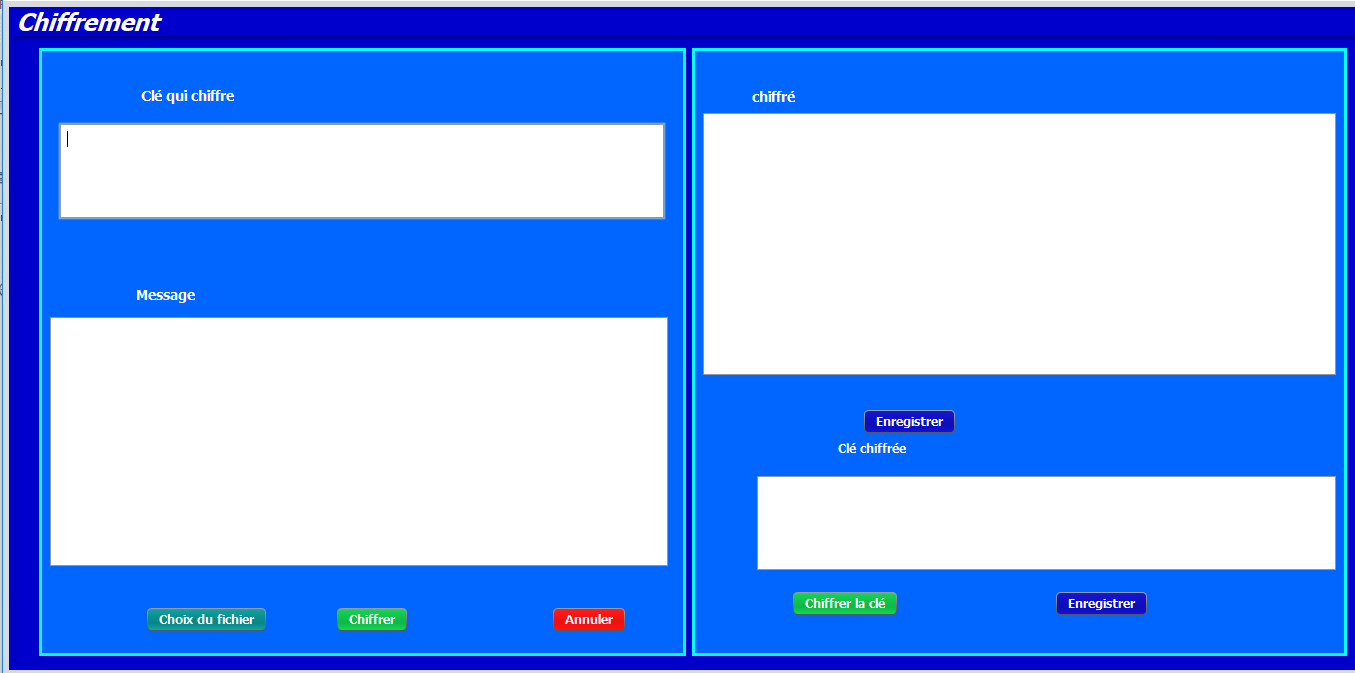 Chiffrement
Clé qui chiffre
Message
Choix du fichier
Chiffrer
Annuler
chiffré
Enregistrer
Clé chiffrée
Chiffrer la clé
Enregistrer